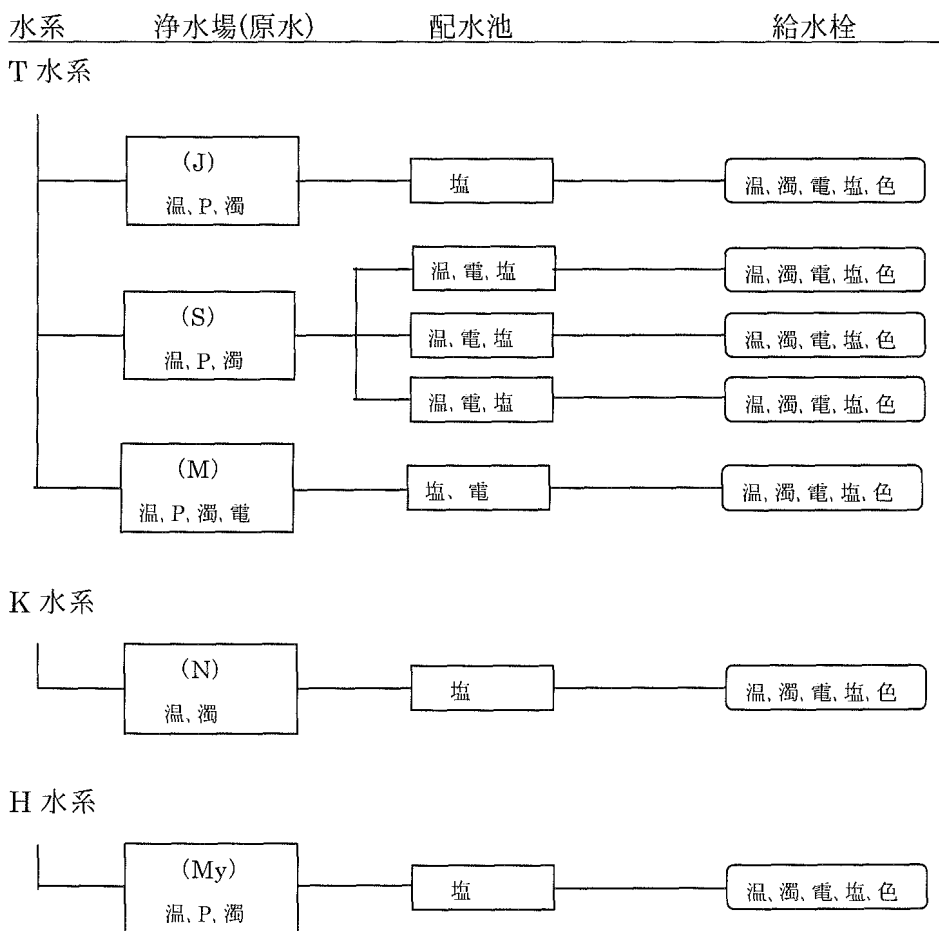 水系 浄水場(原水) 配水池 給水栓
T 水系
(J)
温、P、濁
塩
温、濁、電、塩、色
(S)
温、P、濁
温、電、塩
温、濁、電、塩、色
温、電、塩
温、濁、電、塩、色
温、電、塩
温、濁、電、塩、色
(M)
温、P、濁、電
塩、電
温、濁、電、塩、色
K 水系
(N)
温、濁
塩
温、濁、電、塩、色
H 水系
(My)
温、P、濁
塩
温、濁、電、塩、色